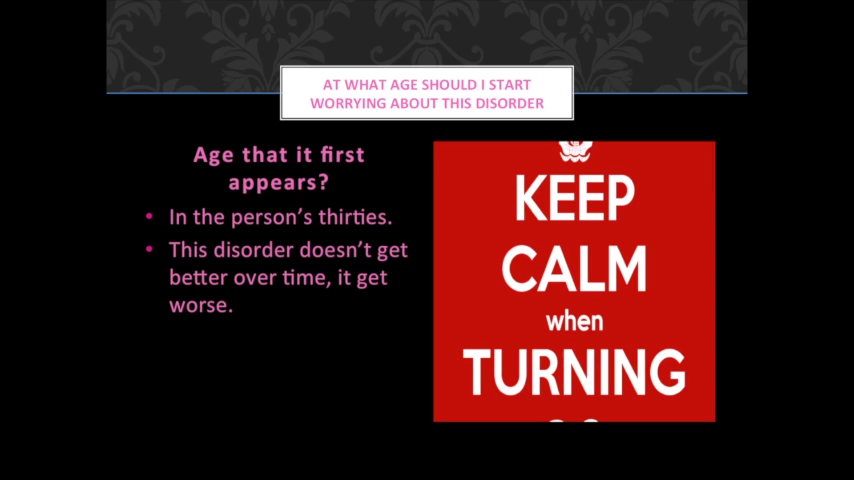 AT WHAT AGE SHOULD I START
WORRYING ABOUT THIS DISORDER
Age that it first
appears?
• In the person's thirties.
• This disorder doesn't get
better over time, it get
worse.
KEEP
CALM
when
TURNING